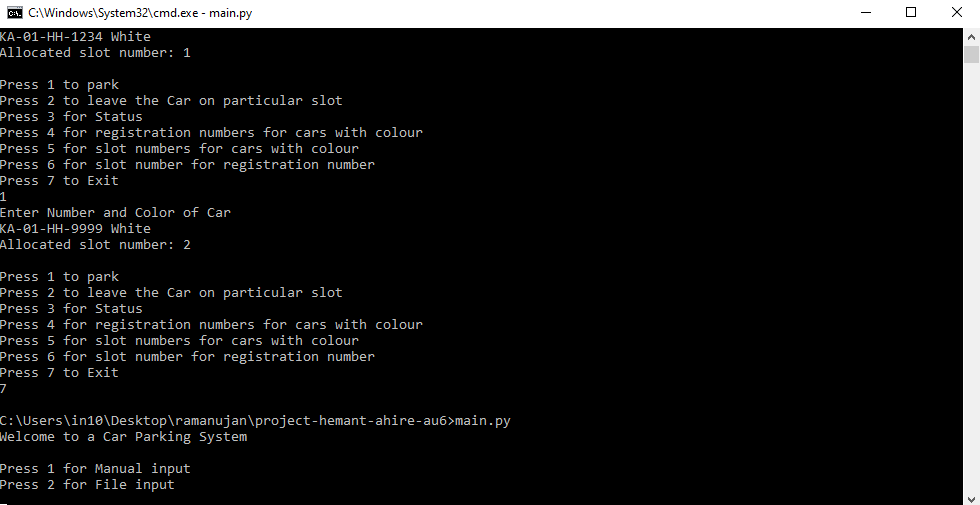 C:\Windows\System32\cmd.exe - main.py
KA-01-HH-1234 White
Allocated slot number: 1
Press 1 to park
Press 2 to leave the Car on particular slot
Press 3 for Status
Press 4 for registration numbers for cars with colour
Press 5 for slot numbers for cars with colour
Press 6 for slot number for registration number
Press 7 to Exit
1
Enter Number and Color of Car
KA-01-HH-9999 White
Allocated slot number: 2
Press 1 to park
Press 2 to leave the Car on particular slot
Press 3 for Status
Press 4 for registration numbers for cars with colour
Press 5 for slot numbers for cars with colour
Press 6 for slot number for registration number
Press 7 to Exit
7
C:\Users\in10\Desktop\ramanujan\project-hemant-ahire-au6>main.py
Welcome to a Car Parking System
Press 1 for Manual input
Press 2 for File input